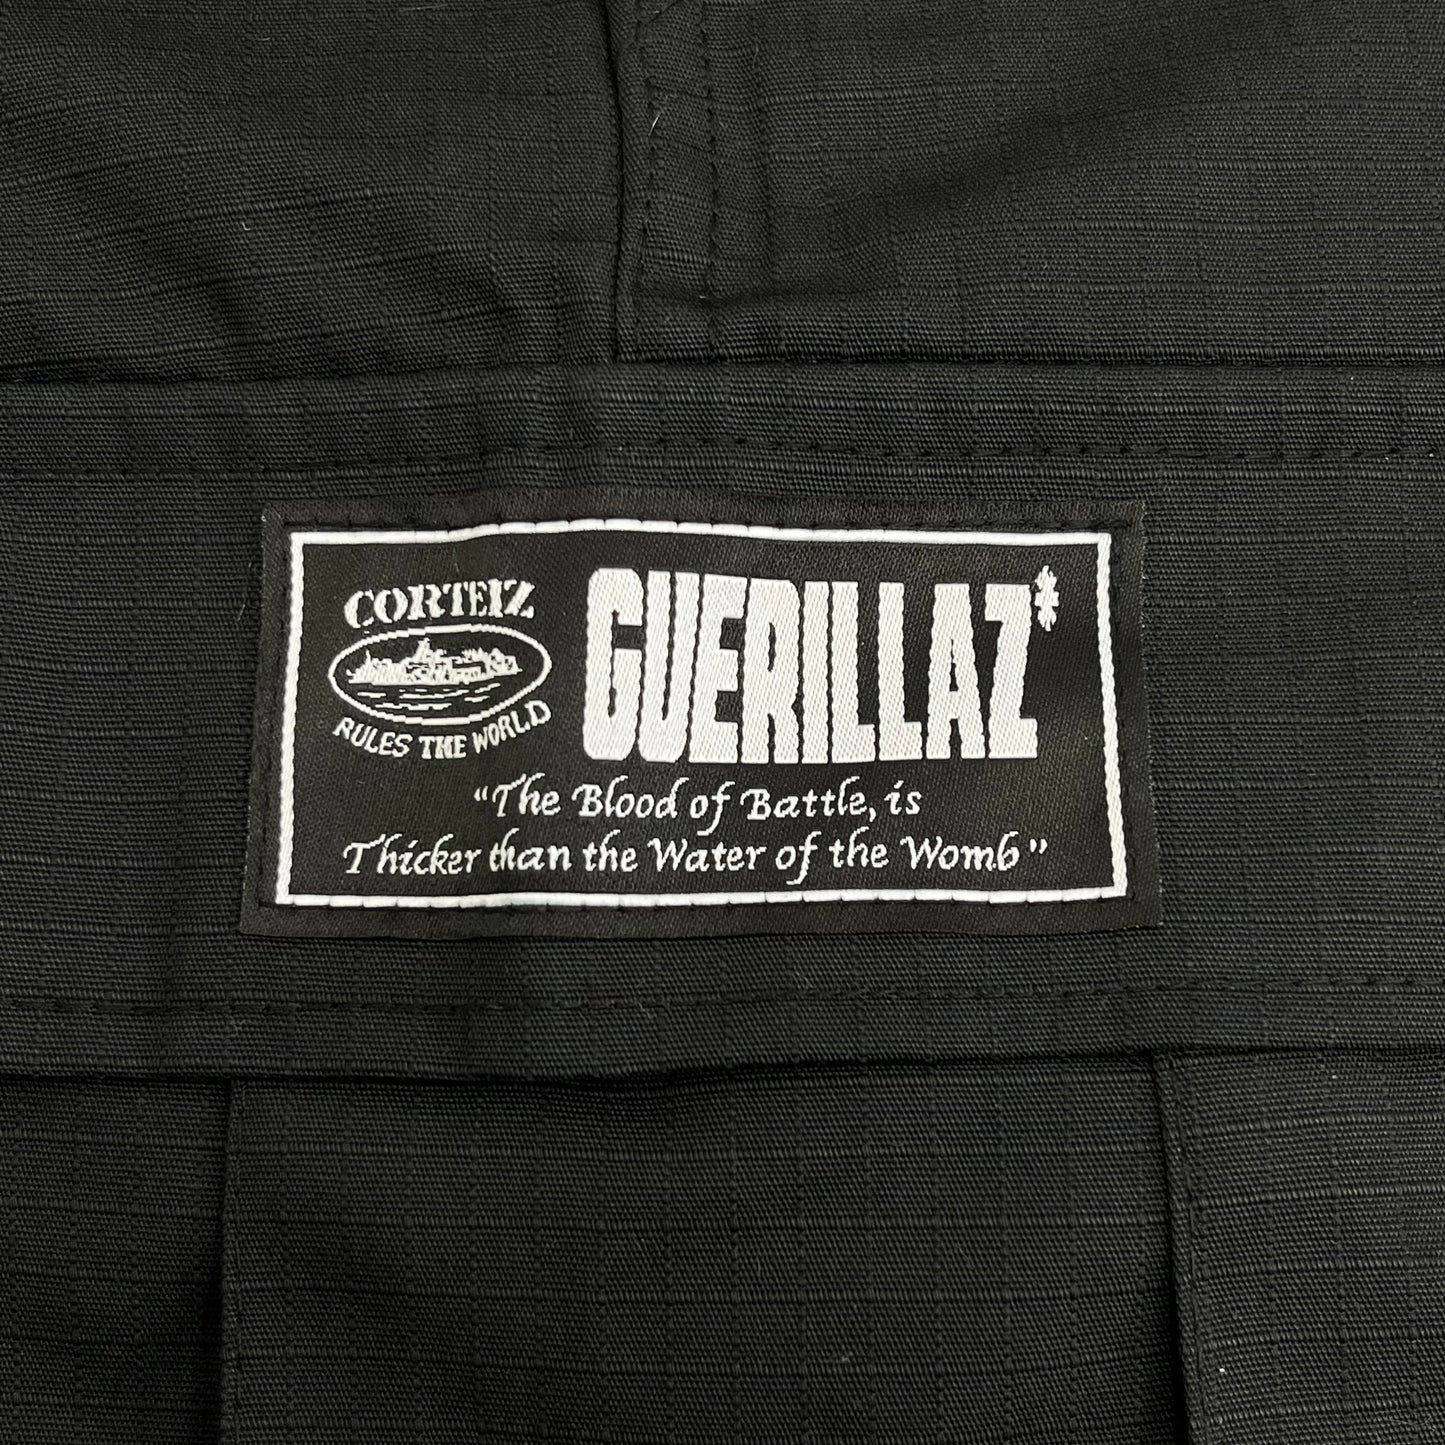 CORTEIZ
RULES THE WORLD
GUERILLAZ*
“The Blood of Battle, is
Thicker than the Water of the Womb”